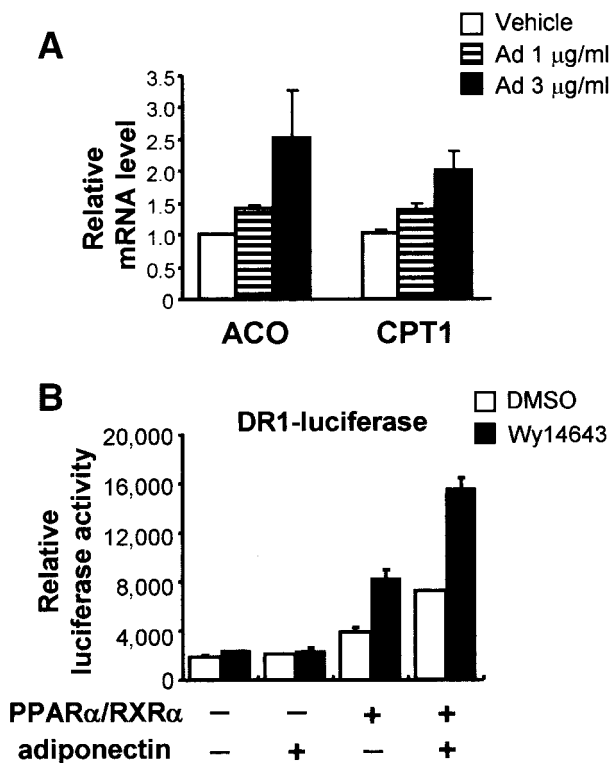 A
Vehicle
Ad 1 μg/ml
Ad 3 μg/ml
Relative
mRNA level
3.5
3.0
2.5
2.0
1.5
1.0
0.5
0
ACO
CPT1
B
DR1-luciferase
DMSO
Wy14643
Relative
luciferase activity
20,000
16,000
12,000
8,000
4,000
PPARα/RXRα − − + +
adiponectin − + − +